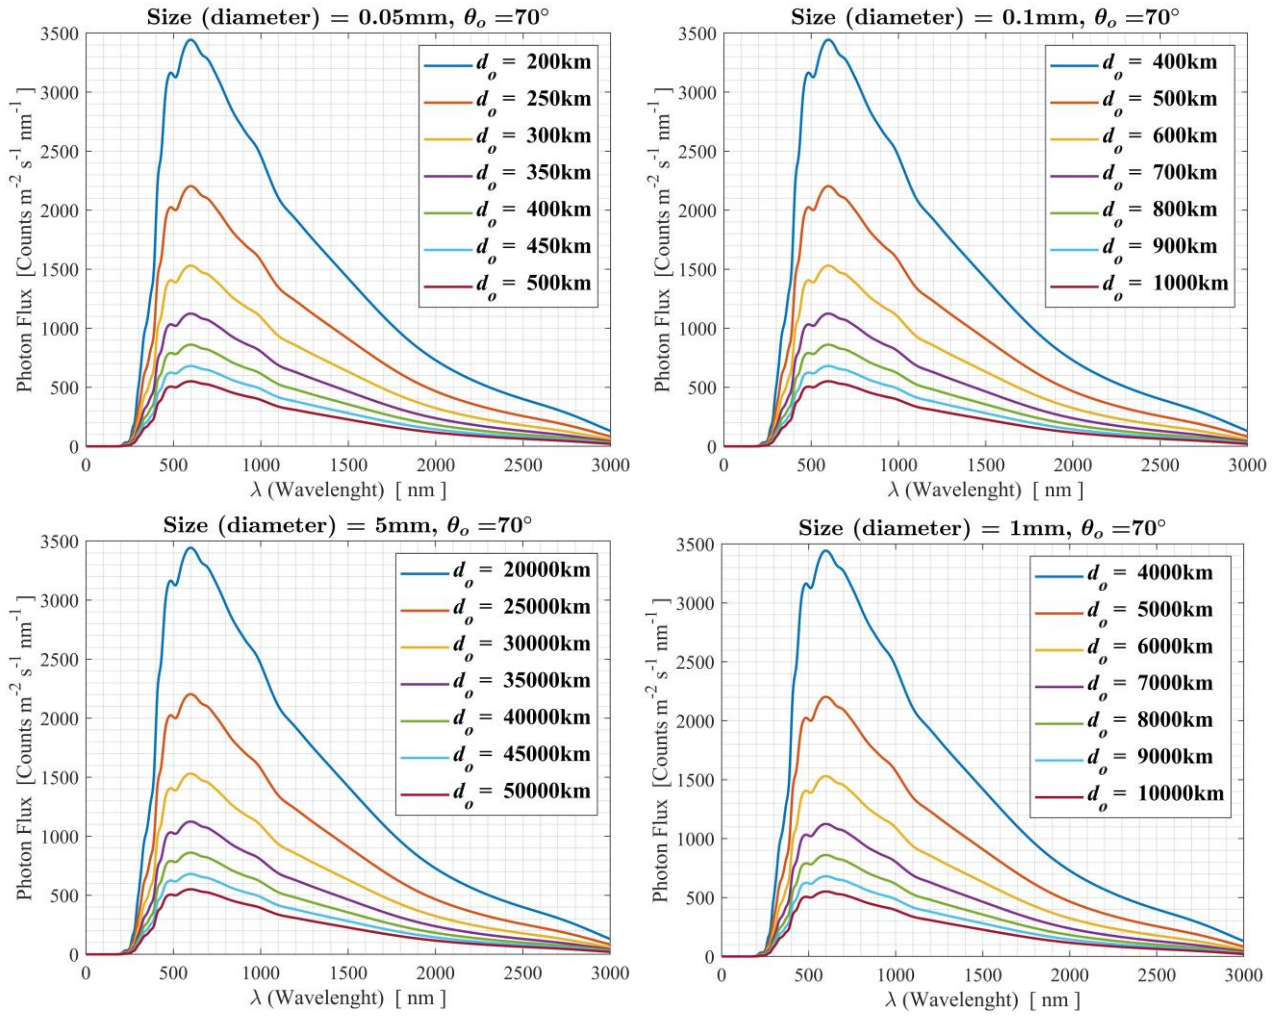 Size (diameter) = 0.05mm, θo =70°
3500
3000
2500
2000
1500
1000
500
0
Photon Flux [Counts m-2 s-1 nm-1 ]
do = 200km
do = 250km
do = 300km
do = 350km
do = 400km
do = 450km
do = 500km
0 500 1000 1500 2000 2500 3000
λ (Wavelenght) [ nm ]
Size (diameter) = 0.1mm, θo =70°
3500
3000
2500
2000
1500
1000
500
0
Photon Flux [Counts m-2 s-1 nm-1 ]
do = 400km
do = 500km
do = 600km
do = 700km
do = 800km
do = 900km
do = 1000km
0 500 1000 1500 2000 2500 3000
λ (Wavelenght) [ nm ]
Size (diameter) = 5mm, θo =70°
3500
3000
2500
2000
1500
1000
500
0
Photon Flux [Counts m-2 s-1 nm-1 ]
do = 20000km
do = 25000km
do = 30000km
do = 35000km
do = 40000km
do = 45000km
do = 50000km
0 500 1000 1500 2000 2500 3000
λ (Wavelenght) [ nm ]
Size (diameter) = 1mm, θo =70°
3500
3000
2500
2000
1500
1000
500
0
Photon Flux [Counts m-2 s-1 nm-1 ]
do = 4000km
do = 5000km
do = 6000km
do = 7000km
do = 8000km
do = 9000km
do = 10000km
0 500 1000 1500 2000 2500 3000
λ (Wavelenght) [ nm ]